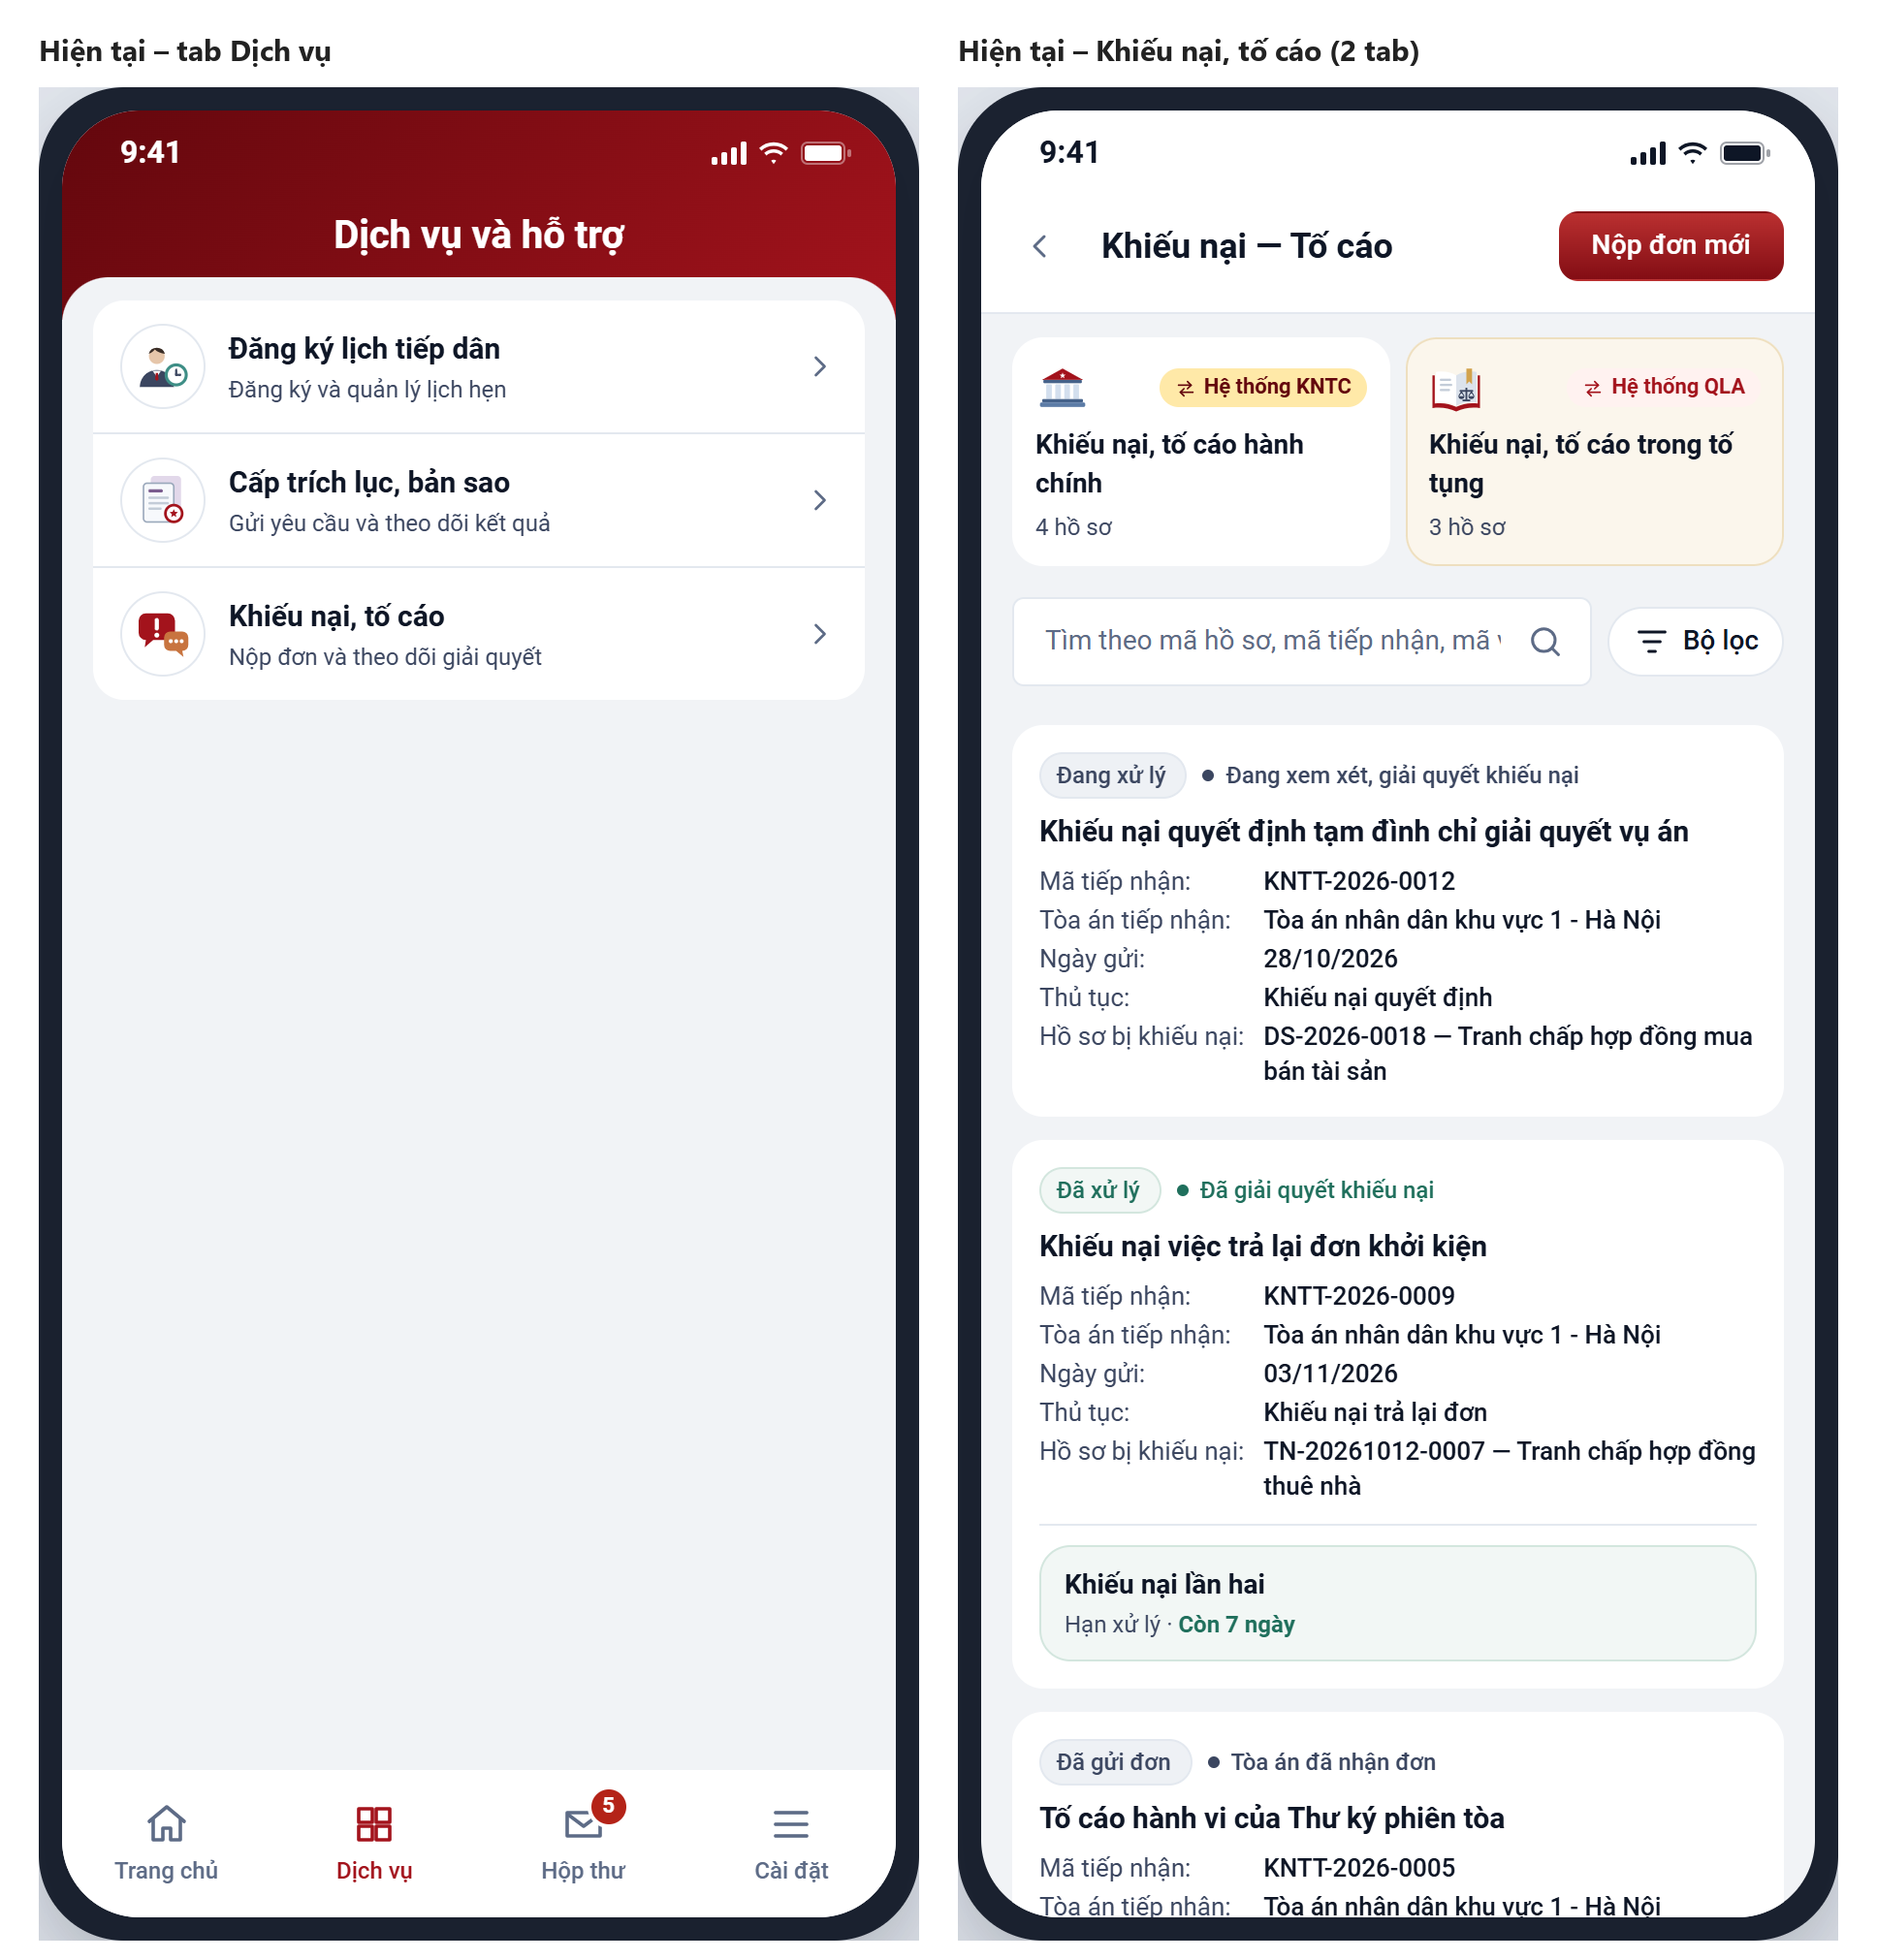 Hiện tại – tab Dịch vụ
9:41
Dịch vụ và hỗ trợ
Đăng ký lịch tiếp dân
Đăng ký và quản lý lịch hẹn
Cấp trích lục, bản sao
Gửi yêu cầu và theo dõi kết quả
Khiếu nại, tố cáo
Nộp đơn và theo dõi giải quyết
Trang chủ
Dịch vụ
5
Hộp thư
Cài đặt
Hiện tại – Khiếu nại, tố cáo (2 tab)
9:41
Khiếu nại — Tố cáo
Nộp đơn mới
Hệ thống KNTC
Khiếu nại, tố cáo hành
chính
4 hồ sơ
Hệ thống QLA
Khiếu nại, tố cáo trong tố
tụng
3 hồ sơ
Tìm theo mã hồ sơ, mã tiếp nhận, mã
Bộ lọc
Đang xử lý • Đang xem xét, giải quyết khiếu nại
Khiếu nại quyết định tạm đình chỉ giải quyết vụ án
Mã tiếp nhận: KNTT-2026-0012
Tòa án tiếp nhận: Tòa án nhân dân khu vực 1 - Hà Nội
Ngày gửi: 28/10/2026
Thủ tục: Khiếu nại quyết định
Hồ sơ bị khiếu nại: DS-2026-0018 — Tranh chấp hợp đồng mua
bán tài sản
Đã xử lý • Đã giải quyết khiếu nại
Khiếu nại việc trả lại đơn khởi kiện
Mã tiếp nhận: KNTT-2026-0009
Tòa án tiếp nhận: Tòa án nhân dân khu vực 1 - Hà Nội
Ngày gửi: 03/11/2026
Thủ tục: Khiếu nại trả lại đơn
Hồ sơ bị khiếu nại: TN-20261012-0007 — Tranh chấp hợp đồng
thuê nhà
Khiếu nại lần hai
Hạn xử lý · Còn 7 ngày
Đã gửi đơn • Tòa án đã nhận đơn
Tố cáo hành vi của Thư ký phiên tòa
Mã tiếp nhận: KNTT-2026-0005
Tòa án tiếp nhận: Tòa án nhân dân khu vực 1 - Hà Nội